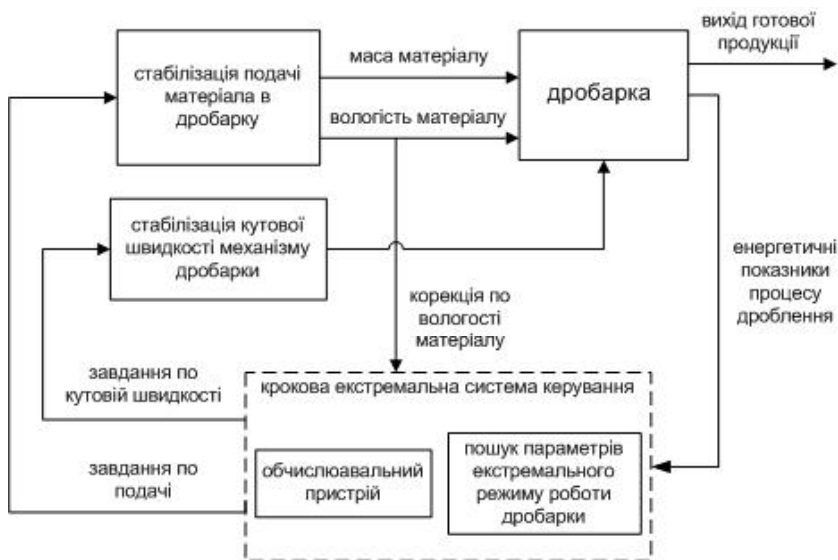 вихід готової
продукції
маса матеріалу
стабілізація подачі
матеріала в
дробарку
дробарка
вологість матеріалу
стабілізація кутової
швидкості механізму
дробарки
енергетичні
показники
процесу
дроблення
корекція по
вологості
матеріалу
завдання по
кутовій швидкості
крокова екстремальна система керування
завдання по
подачі
обчислюавальний
пристрій
пошук параметрів
екстремального
режиму роботи
дробарки